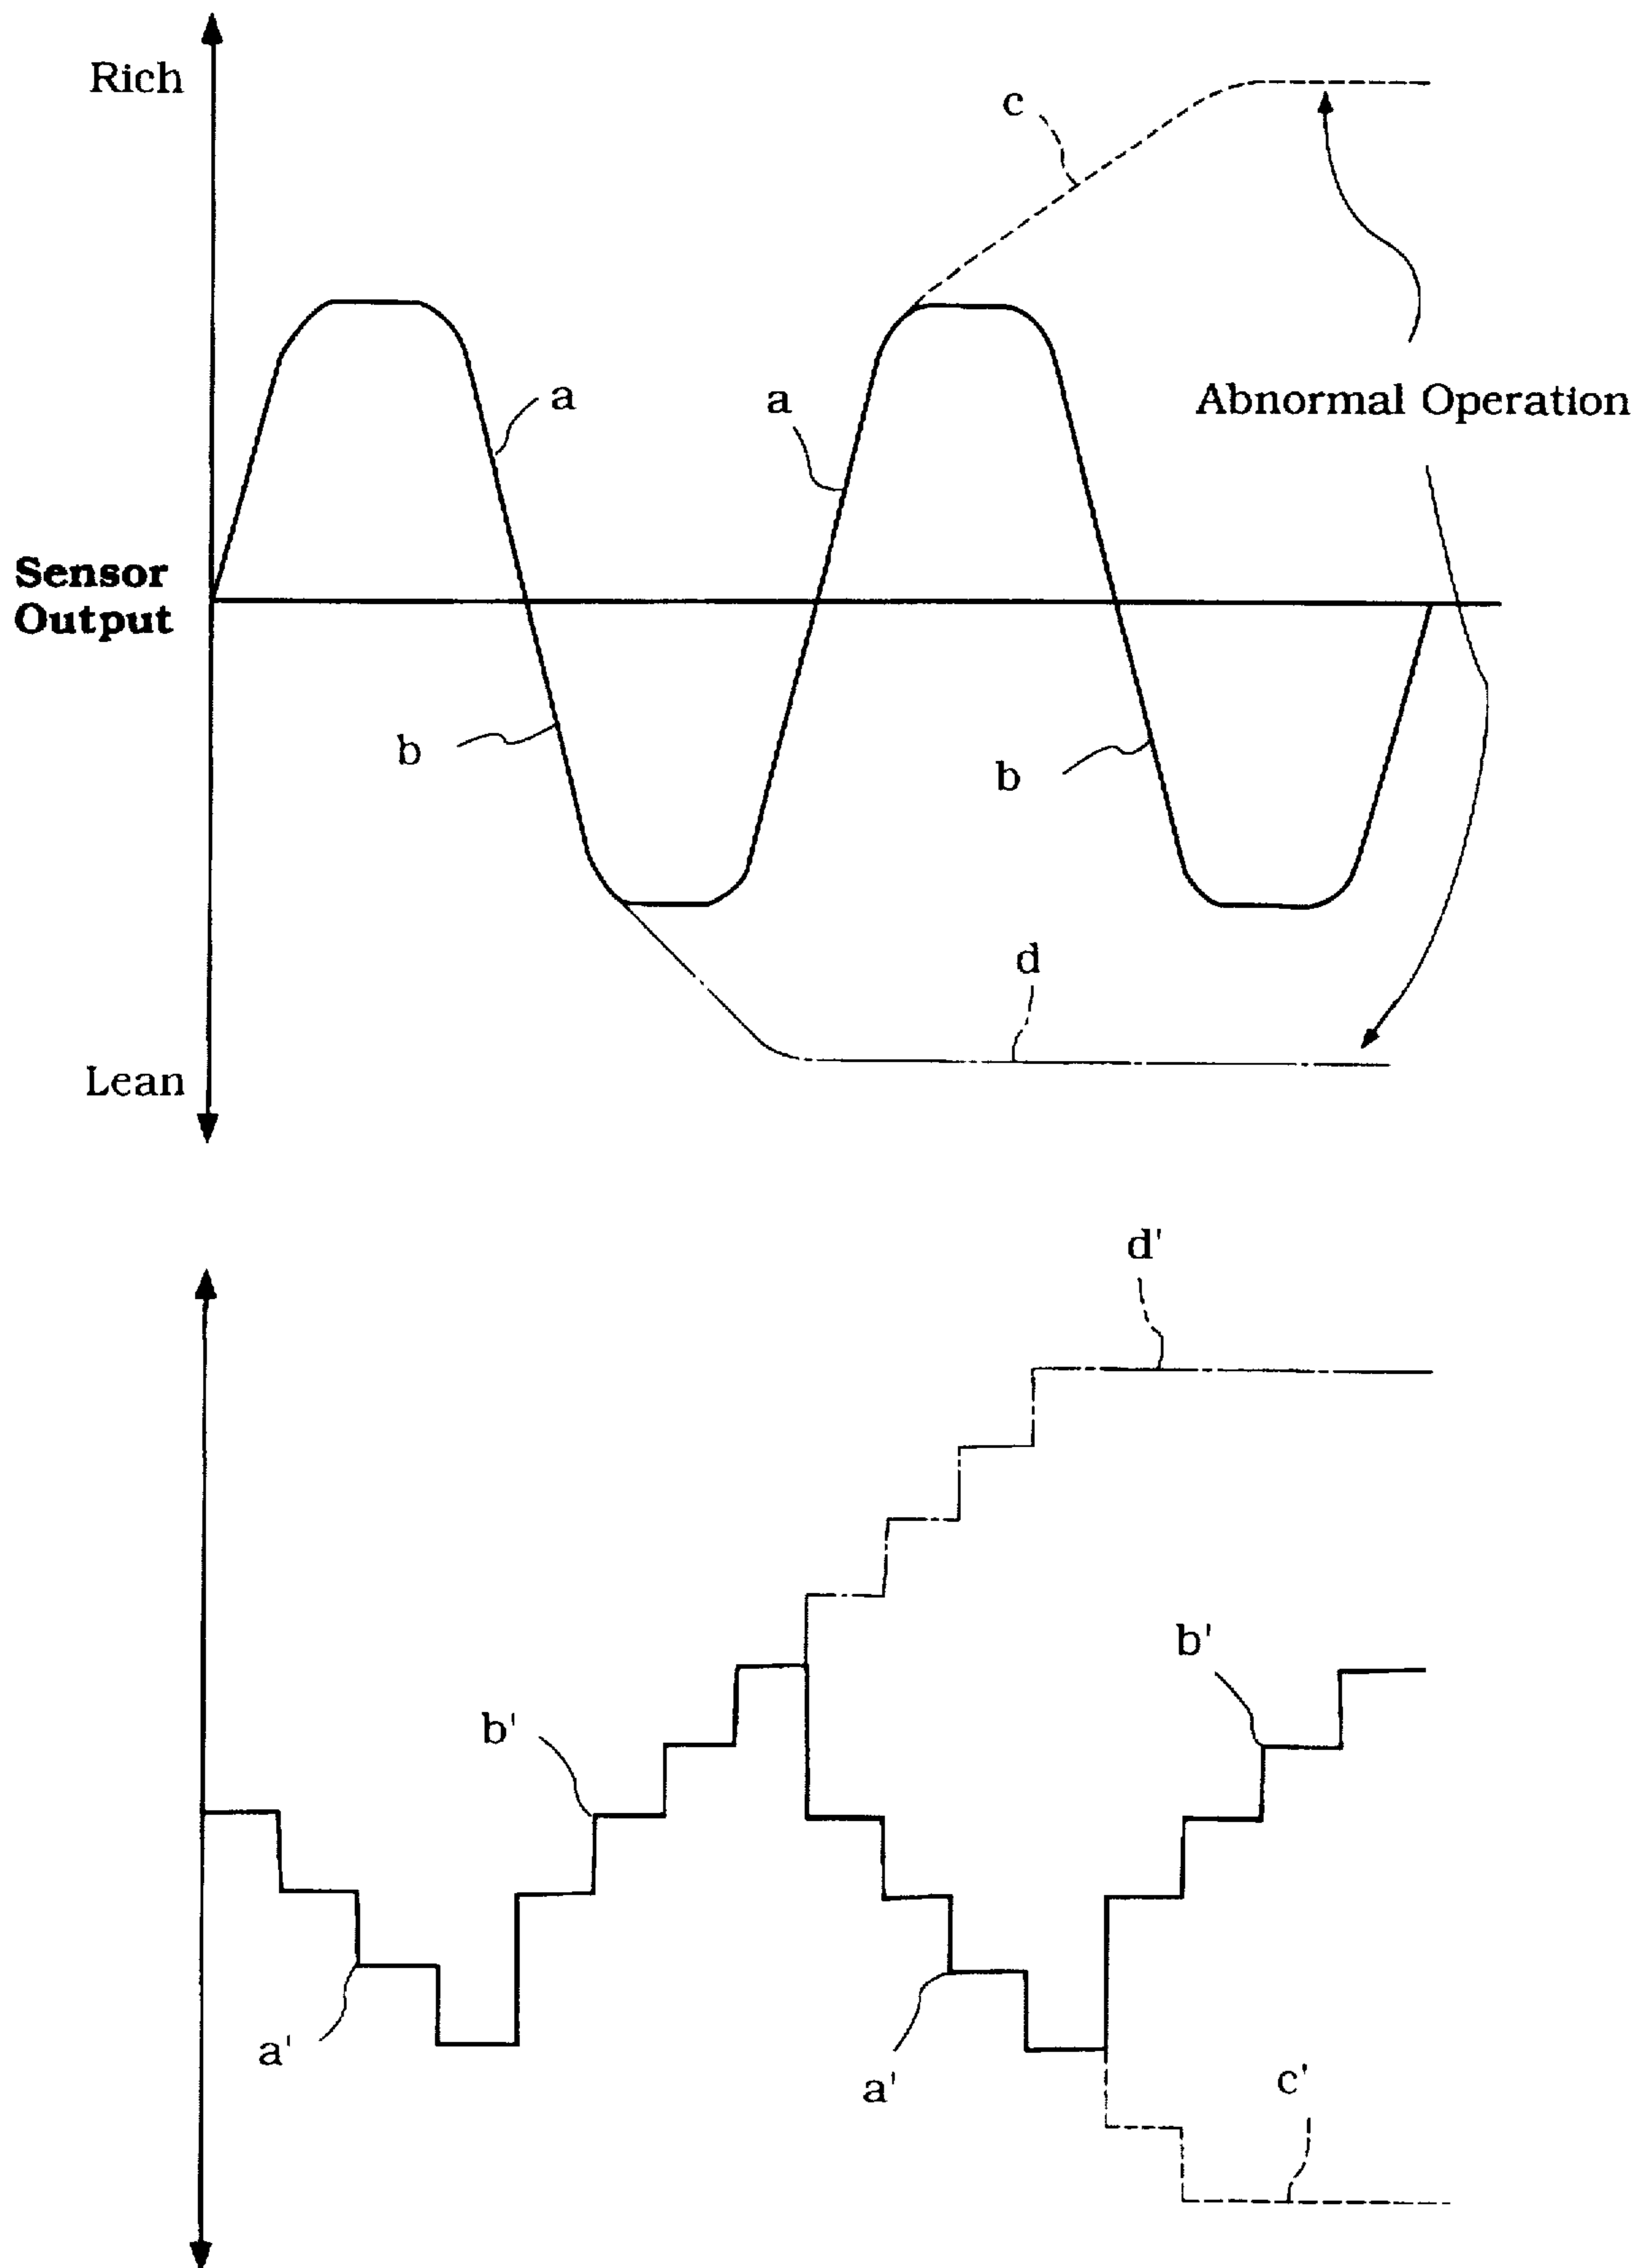 Rich
c
a
a
Abnormal Operation
Sensor
Output
b
b
d
Lean
d'
b'
b'
a'
a'
c'